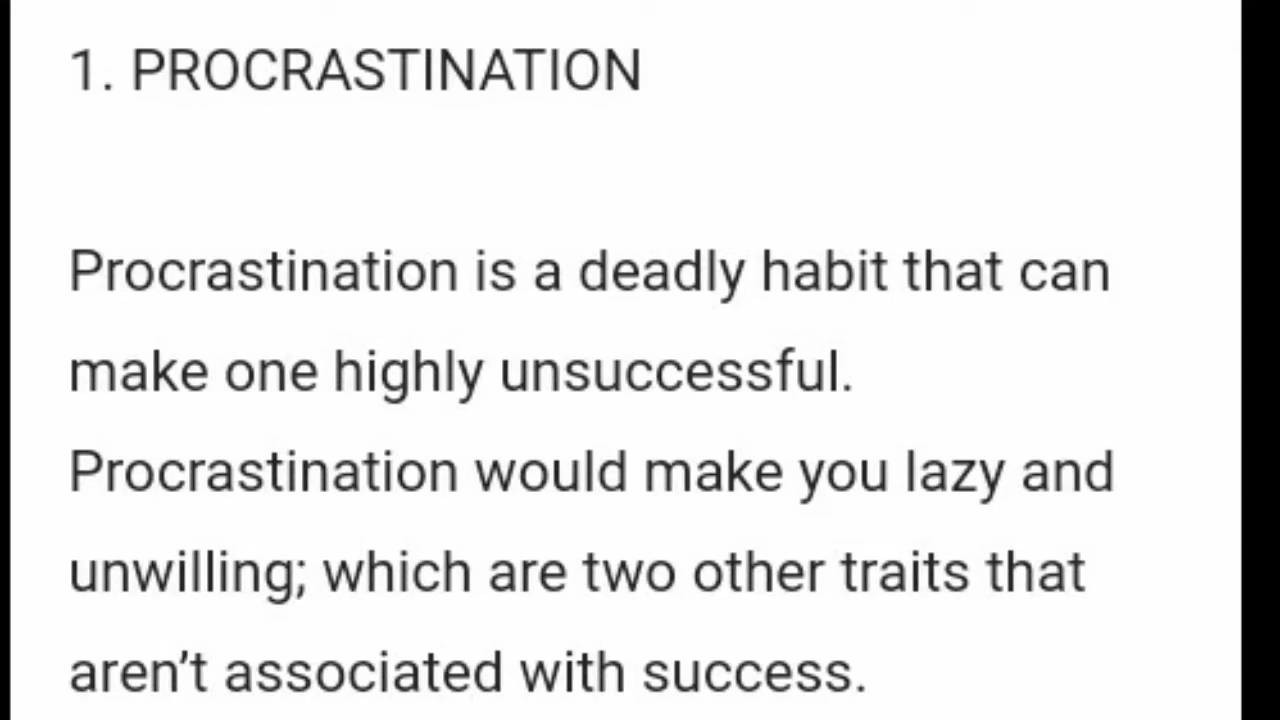 1. PROCRASTINATION
Procrastination is a deadly habit that can
make one highly unsuccessful.
Procrastination would make you lazy and
unwilling; which are two other traits that
aren’t associated with success.